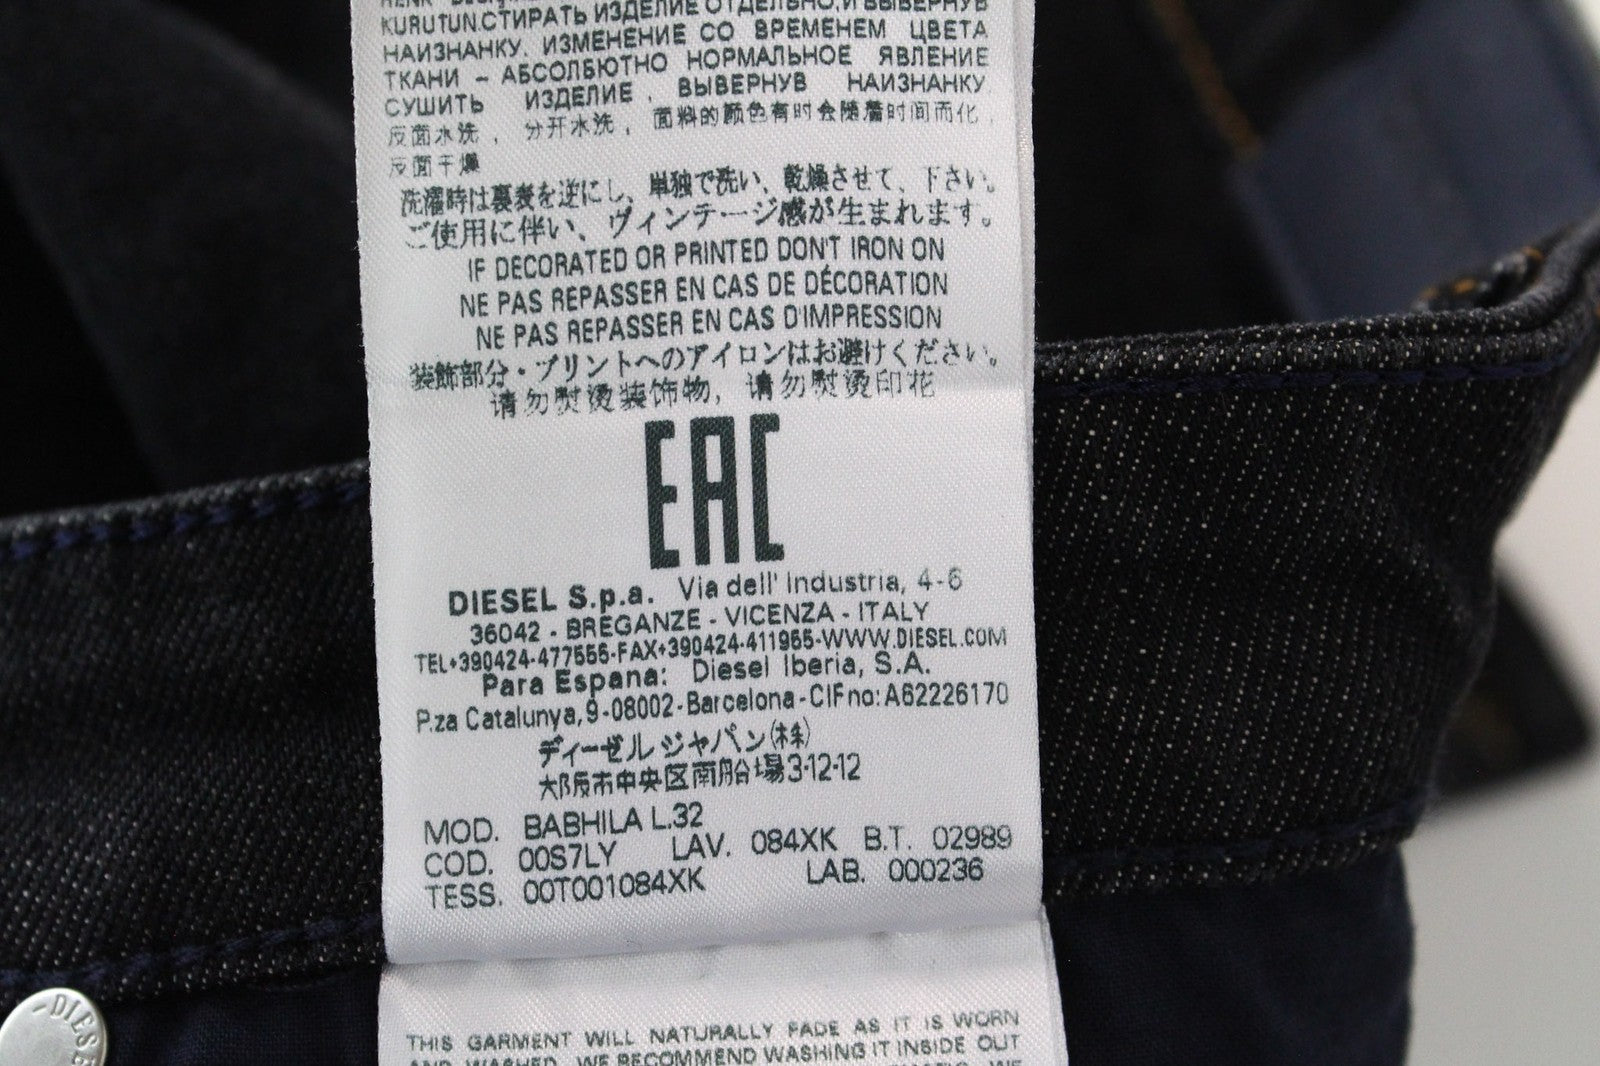 KURUTUN.СТИРАТЬ ИЗДЕЛИЕ ОТДЕЛЬНО,И ВЫВЕРНУВ
НАИЗНАНКУ. ИЗМЕНЕНИЕ СО ВРЕМЕНЕМ ЦВЕТА
ТКАНИ – АБСОЛБЮТНО НОРМАЛЬНОЕ ЯВЛЕНИЕ
СУШИТЬ ИЗДЕЛИЕ , ВЫВЕРНУВ НАИЗНАНКУ
反面水洗，分开水洗，面料的颜色有时会随着时间而化，
反面干燥
洗濯時は裏表を逆にし、単独で洗い、乾燥させて、下さい。
ご使用に伴い、ヴィンテージ感が生まれます。
IF DECORATED OR PRINTED DON'T IRON ON
NE PAS REPASSER EN CAS DE DÉCORATION
NE PAS REPASSER EN CAS D'IMPRESSION
装飾部分・プリントへのアイロンはお避けください。
请勿熨烫装饰物，请勿熨烫印花
EAC
DIESEL S.p.a. Via dell' Industria, 4-6
36042 - BREGANZE - VICENZA - ITALY
TEL+390424-477555-FAX+390424-411955-WWW.DIESEL.COM
Para Espana: Diesel Iberia, S.A.
P.za Catalunya,9-08002-Barcelona-CIFno:A62226170
ディーゼルジャパン(株)
大阪市中央区南船場3-12-12
MOD. BABHILA L.32
COD. 00S7LY LAV. 084XK B.T. 02989
TESS. 00T001084XK LAB. 000236
THIS GARMENT WILL NATURALLY FADE AS IT IS WORN
AND WASHED. WE RECOMMEND WASHING IT INSIDE OUT
DIESEL